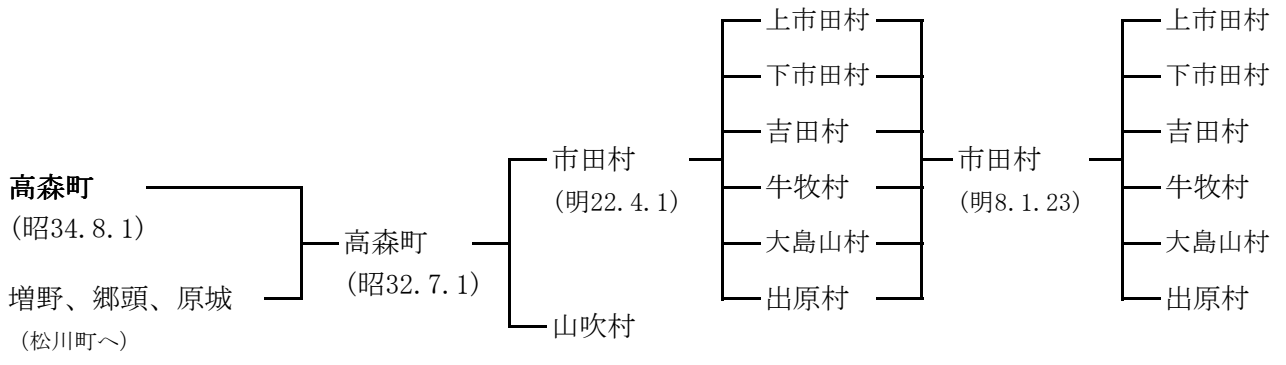 高森町
(昭34.8.1)
増野、郷頭、原城
(松川町へ)
高森町
(昭32.7.1)
市田村
(明22.4.1)
山吹村
上市田村
下市田村
吉田村
牛牧村
大島山村
出原村
市田村
(明8.1.23)
上市田村
下市田村
吉田村
牛牧村
大島山村
出原村